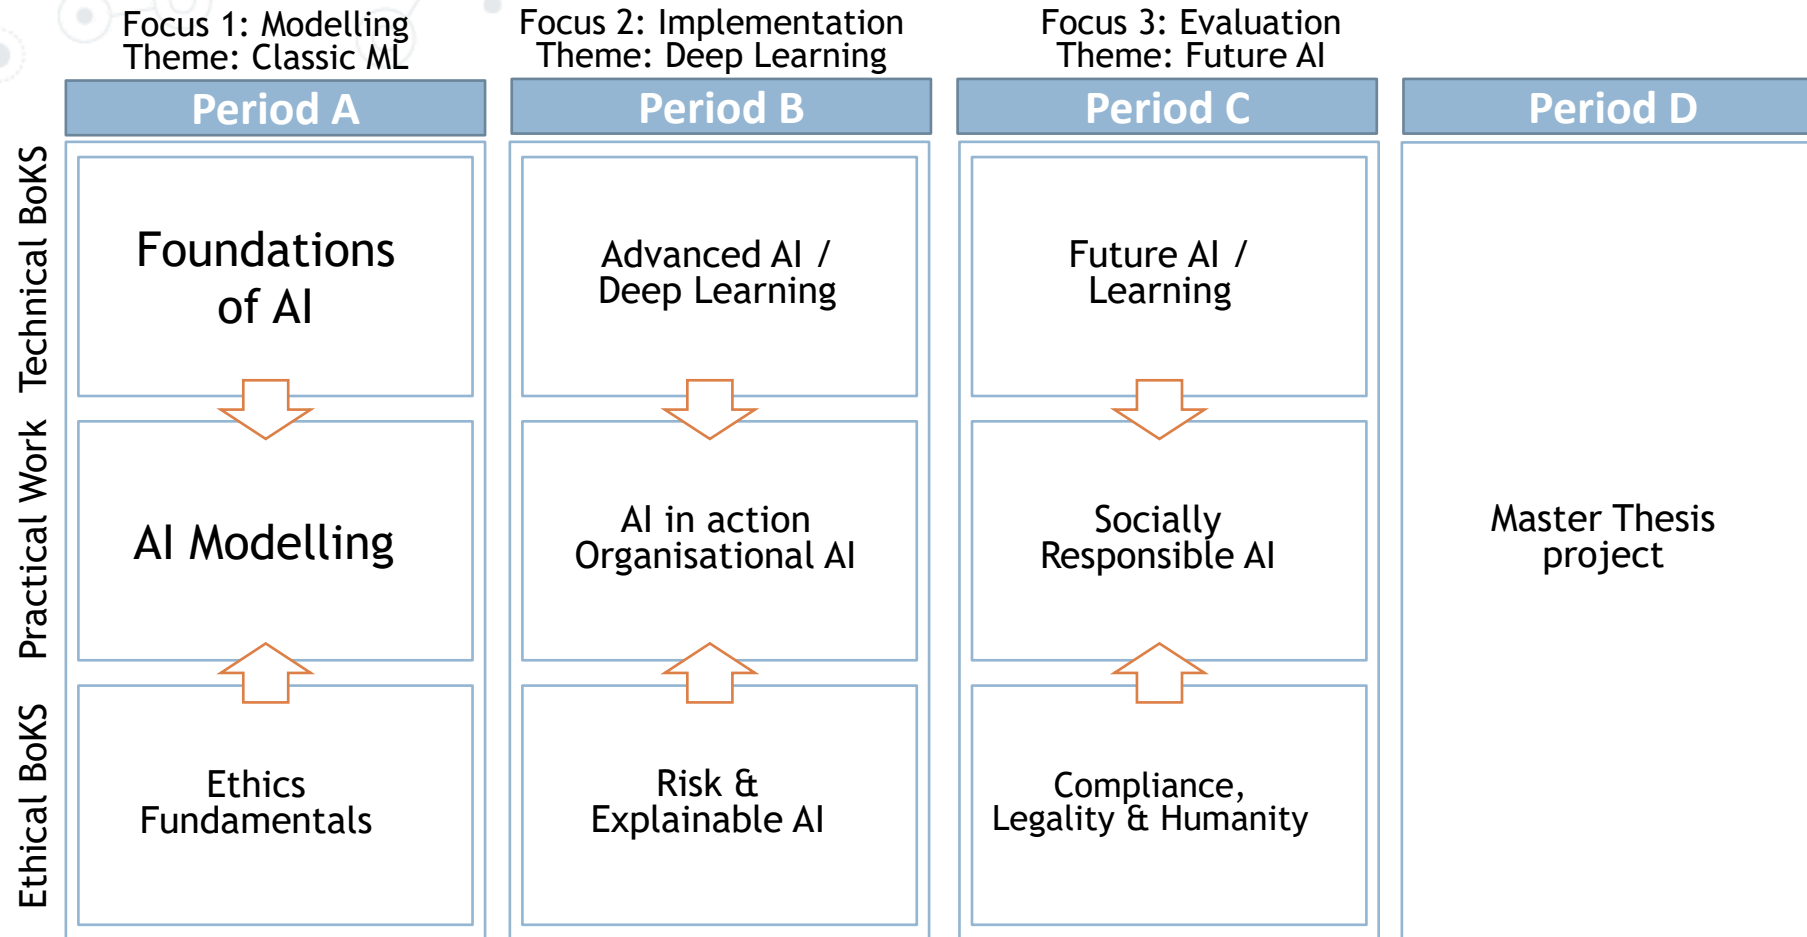 Focus 1: Modelling
Theme: Classic ML
Focus 2: Implementation
Theme: Deep Learning
Focus 3: Evaluation
Theme: Future AI
Period A
Period B
Period C
Period D
Technical BoKS
Foundations
of AI
Advanced AI /
Deep Learning
Future AI /
Learning
Practical Work
AI Modelling
AI in action
Organisational AI
Socially
Responsible AI
Master Thesis
project
Ethical BoKS
Ethics
Fundamentals
Risk &
Explainable AI
Compliance,
Legality & Humanity